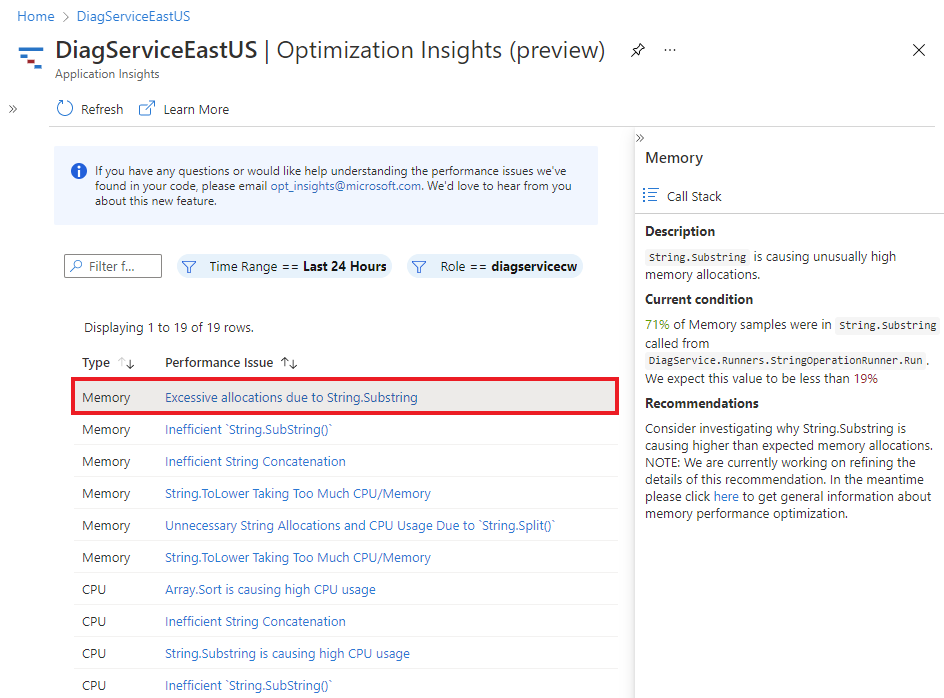 Home > DiagServiceEastUS
DiagServiceEastUS | Optimization Insights (preview)
Application Insights
Refresh Learn More
If you have any questions or would like help understanding the performance issues we've
found in your code, please email opt_insights@microsoft.com. We'd love to hear from you
about this new feature.
Filter f...
Time Range == Last 24 Hours
Role == diagservicecw
Displaying 1 to 19 of 19 rows.
Type Performance Issue
Memory Excessive allocations due to String.Substring
Memory Inefficient `String.SubString()`
Memory Inefficient String Concatenation
Memory String.ToLower Taking Too Much CPU/Memory
Memory Unnecessary String Allocations and CPU Usage Due to `String.Split()`
Memory String.ToLower Taking Too Much CPU/Memory
CPU Array.Sort is causing high CPU usage
CPU Inefficient String Concatenation
CPU String.Substring is causing high CPU usage
CPU Inefficient `String.SubString()`
Memory
Call Stack
Description
String.Substring is causing unusually high
memory allocations.
Current condition
71% of Memory samples were in String.Substring
called from
DiagService.Runners.StringOperationRunner.Run .
We expect this value to be less than 19%
Recommendations
Consider investigating why String.Substring is
causing higher than expected memory allocations.
NOTE: We are currently working on refining the
details of this recommendation. In the meantime
please click here to get general information about
memory performance optimization.